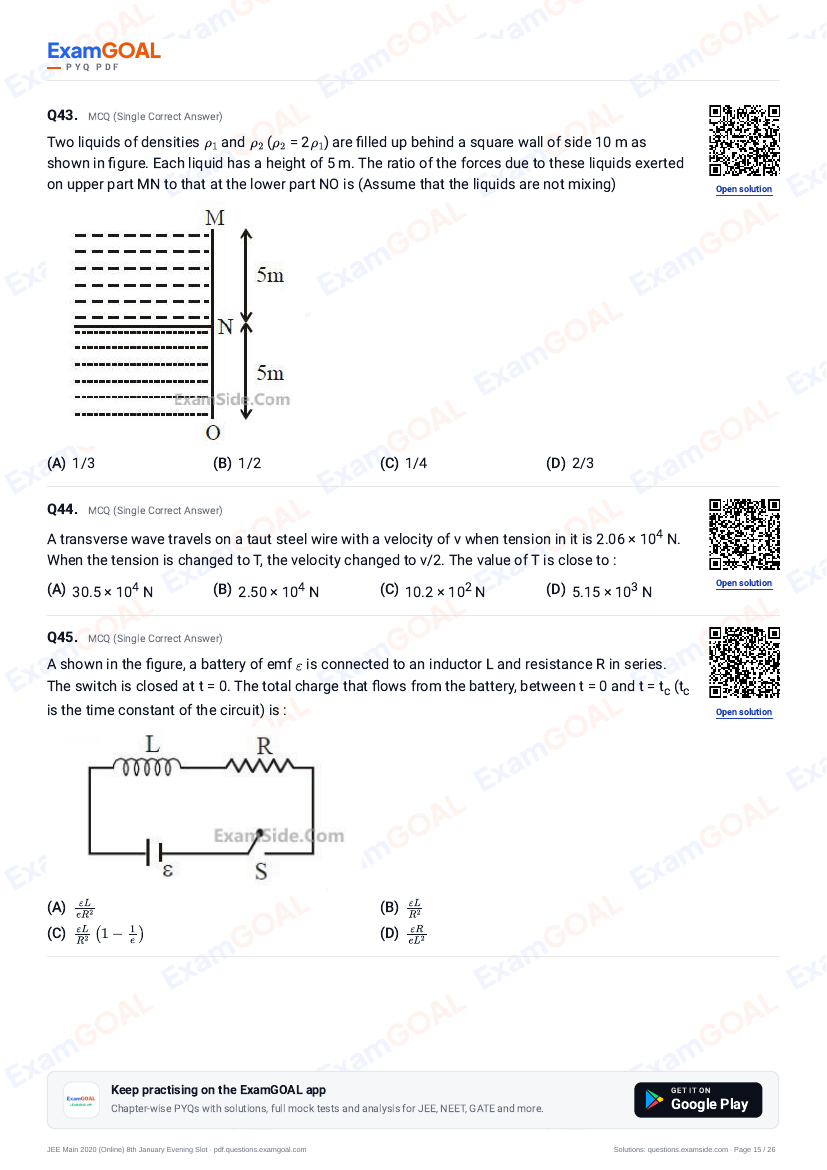 ExamGOAL
PYQ PDF
Q43. MCQ (Single Correct Answer)
Two liquids of densities ρ₁ and ρ₂ (ρ₂ = 2ρ₁) are filled up behind a square wall of side 10 m as
shown in figure. Each liquid has a height of 5 m. The ratio of the forces due to these liquids exerted
on upper part MN to that at the lower part NO is (Assume that the liquids are not mixing)
Open solution
M
5m
N
5m
ExamSide.Com
O
(A) 1/3 (B) 1/2 (C) 1/4 (D) 2/3
Q44. MCQ (Single Correct Answer)
A transverse wave travels on a taut steel wire with a velocity of v when tension in it is 2.06 × 10⁴ N.
When the tension is changed to T, the velocity changed to v/2. The value of T is close to :
Open solution
(A) 30.5 × 10⁴ N (B) 2.50 × 10⁴ N (C) 10.2 × 10² N (D) 5.15 × 10³ N
Q45. MCQ (Single Correct Answer)
A shown in the figure, a battery of emf ε is connected to an inductor L and resistance R in series.
The switch is closed at t = 0. The total charge that flows from the battery, between t = 0 and t = t_c (t_c
is the time constant of the circuit) is :
Open solution
L R
ExamSide.Com
ε S
(A) εL/eR² (B) εL/R²
(C) εL/R² (1 − 1/e) (D) εR/eL²
Keep practising on the ExamGOAL app
Chapter-wise PYQs with solutions, full mock tests and analysis for JEE, NEET, GATE and more.
GET IT ON
Google Play
JEE Main 2020 (Online) 8th January Evening Slot · pdf.questions.examgoal.com
Solutions: questions.examside.com · Page 15 / 26